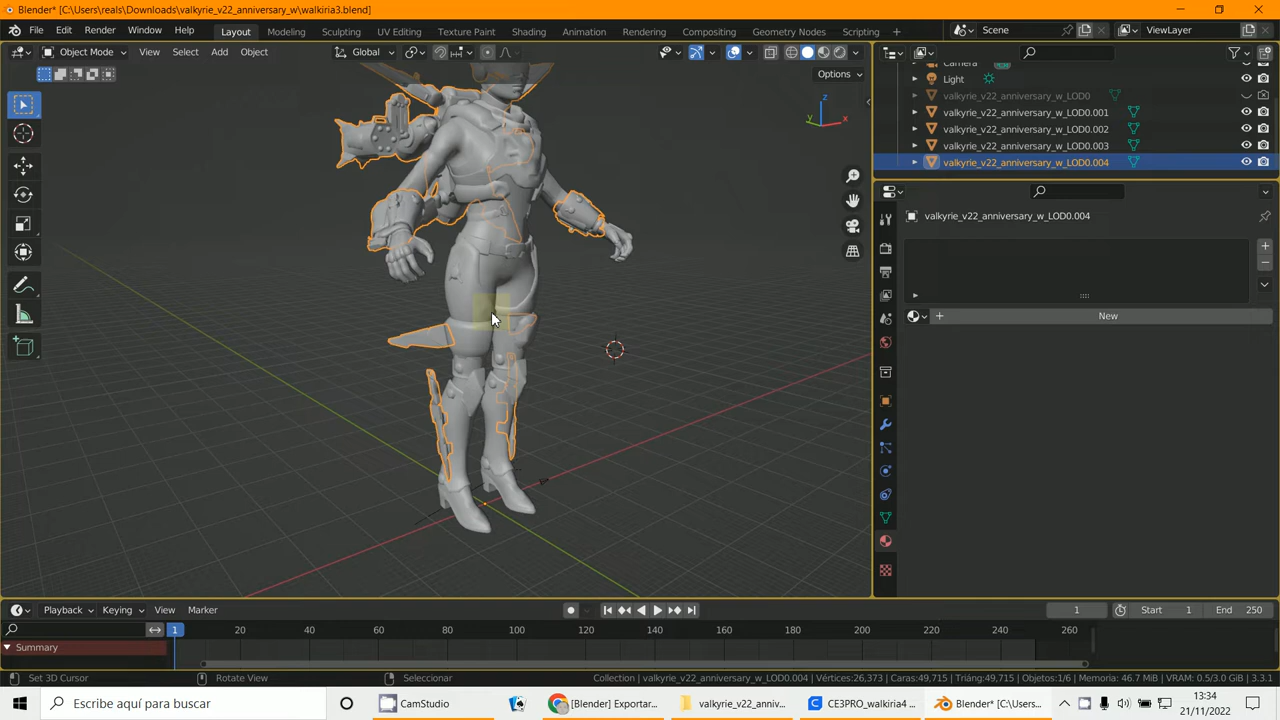 Blender* [C:\Users\reals\Downloads\valkyrie_v22_anniversary_w\walkiria3.blend]
File Edit Render Window Help Layout Modeling Sculpting UV Editing Texture Paint Shading Animation Rendering Compositing Geometry Nodes Scripting + Scene ViewLayer
Object Mode View Select Add Object Global
Options
Z
Y
X
Camera
Light
valkyrie_v22_anniversary_w_LOD0
valkyrie_v22_anniversary_w_LOD0.001
valkyrie_v22_anniversary_w_LOD0.002
valkyrie_v22_anniversary_w_LOD0.003
valkyrie_v22_anniversary_w_LOD0.004
valkyrie_v22_anniversary_w_LOD0.004
New
Playback Keying View Marker 1 Start 1 End 250
1 20 40 60 80 100 120 140 160 180 200 220 240 260
Summary
Set 3D Cursor Rotate View Seleccionar Collection | valkyrie_v22_anniversary_w_LOD0.004 | Vértices:26,373 | Caras:49,715 | Triáng:49,715 | Objetos:1/6 | Memoria: 46.7 MiB | VRAM: 0.5/3.0 GiB | 3.3.1
Escribe aquí para buscar CamStudio [Blender] Exportar... valkyrie_v22_anniv... CE3PRO_walkiria4 ... Blender* [C:\Users... 13:34
21/11/2022